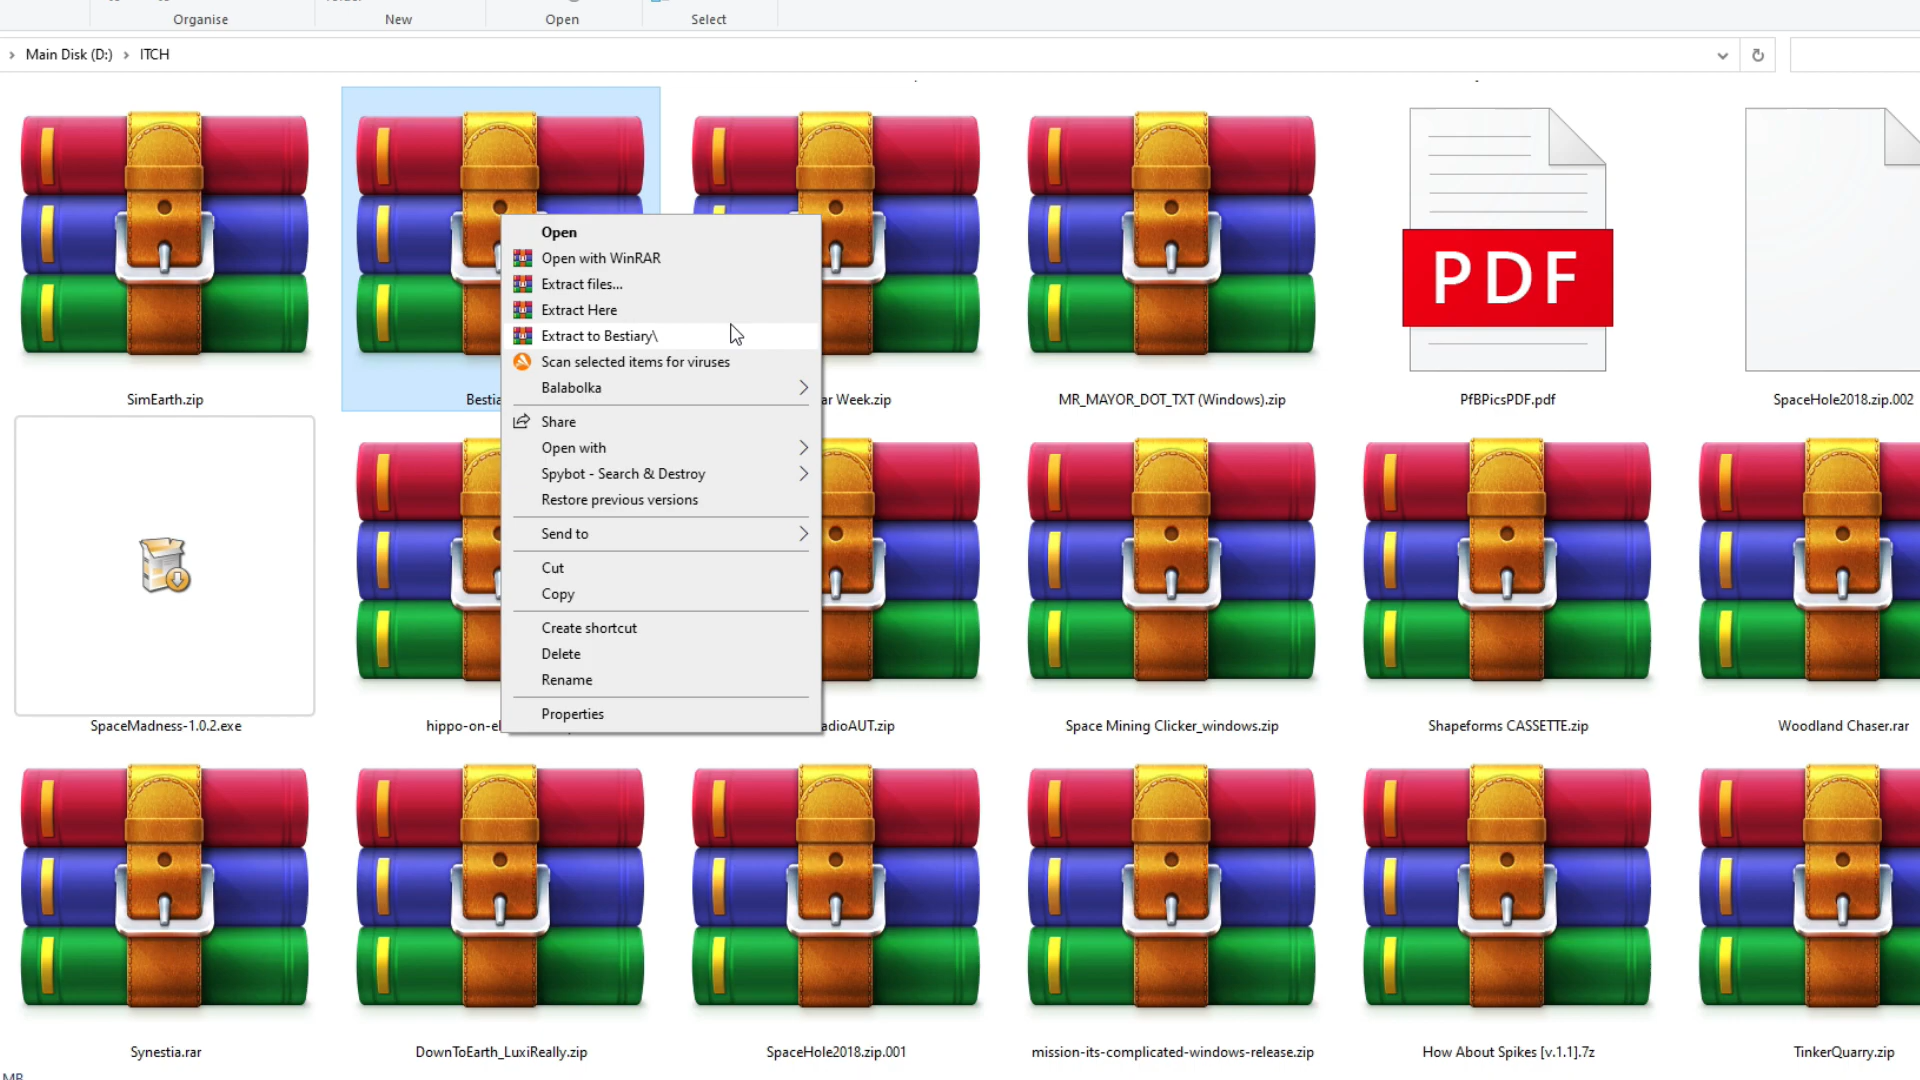 Organise
New
Open
Select
Main Disk (D:)
ITCH
SimEarth.zip
ar Week.zip
MR_MAYOR_DOT_TXT (Windows).zip
PDF
PfBPicsPDF.pdf
SpaceHole2018.zip.002
Open
Open with WinRAR
Extract files...
Extract Here
Extract to Bestiary\
Scan selected items for viruses
Balabolka
Share
Open with
Spybot - Search & Destroy
Restore previous versions
Send to
Cut
Copy
Create shortcut
Delete
Rename
Properties
SpaceMadness-1.0.2.exe
hippo-on-el
adioAUT.zip
Space Mining Clicker_windows.zip
Shapeforms CASSETTE.zip
Woodland Chaser.rar
Synestia.rar
DownToEarth_LuxiReally.zip
SpaceHole2018.zip.001
mission-its-complicated-windows-release.zip
How About Spikes [v.1.1].7z
TinkerQuarry.zip